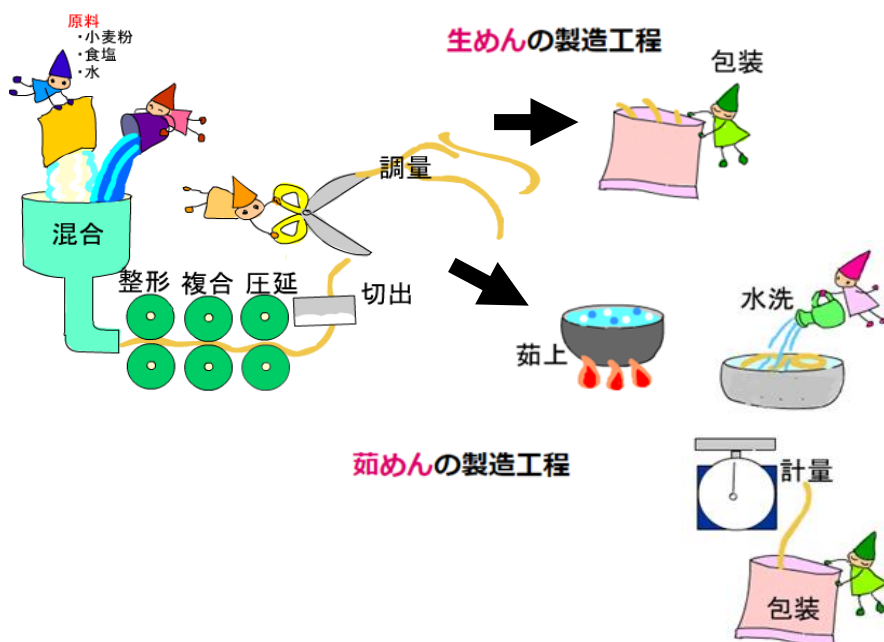 原料
・小麦粉
・食塩
・水
生めんの製造工程
包装
調量
混合
整形 複合 圧延
切出
水洗
茹上
茹めんの製造工程
計量
包装